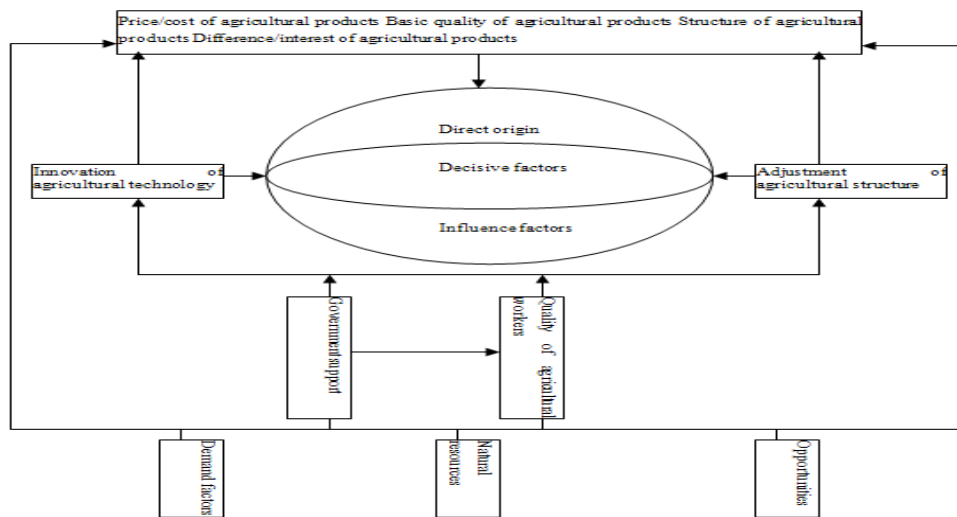 Price/cost of agricultural products Basic quality of agricultural products Structure of agricultural
products Difference/interest of agricultural products
Direct origin
Innovation of
agricultural technology
Decisive factors
Adjustment of
agricultural structure
Influence factors
Government support
Quality of agricultural
workers
Demand factors
Natural
resources
Opportunities